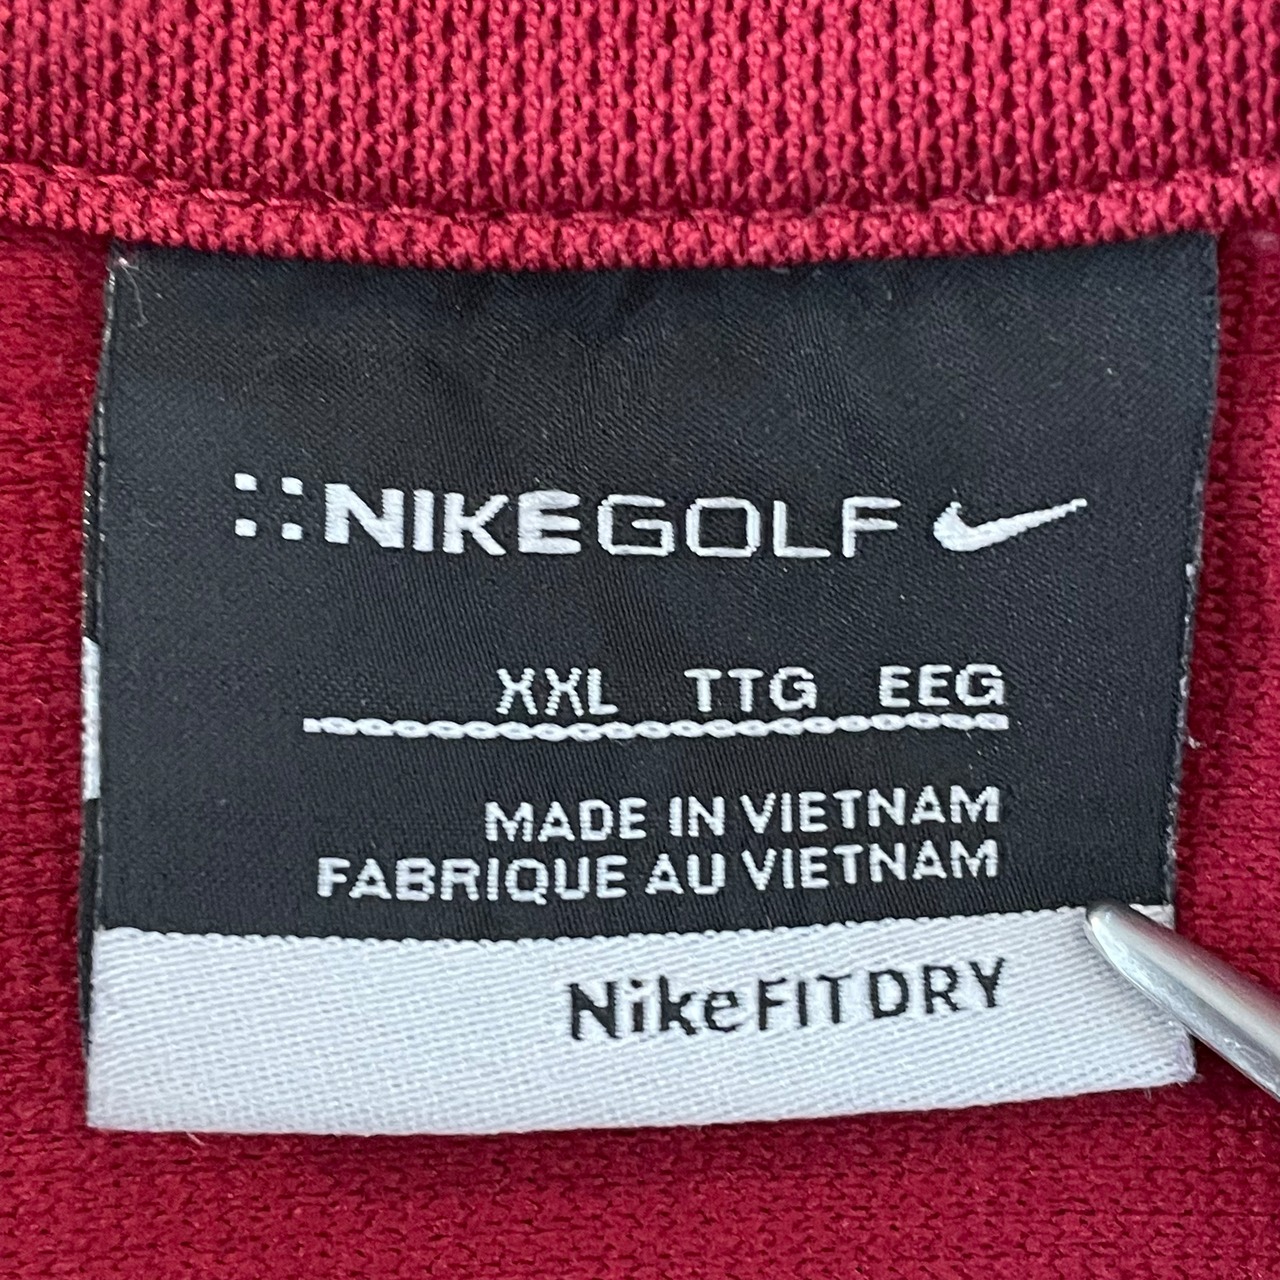 NIKEGOLF
XXL TTG EEG
MADE IN VIETNAM
FABRIQUE AU VIETNAM
NikeFIT DRY